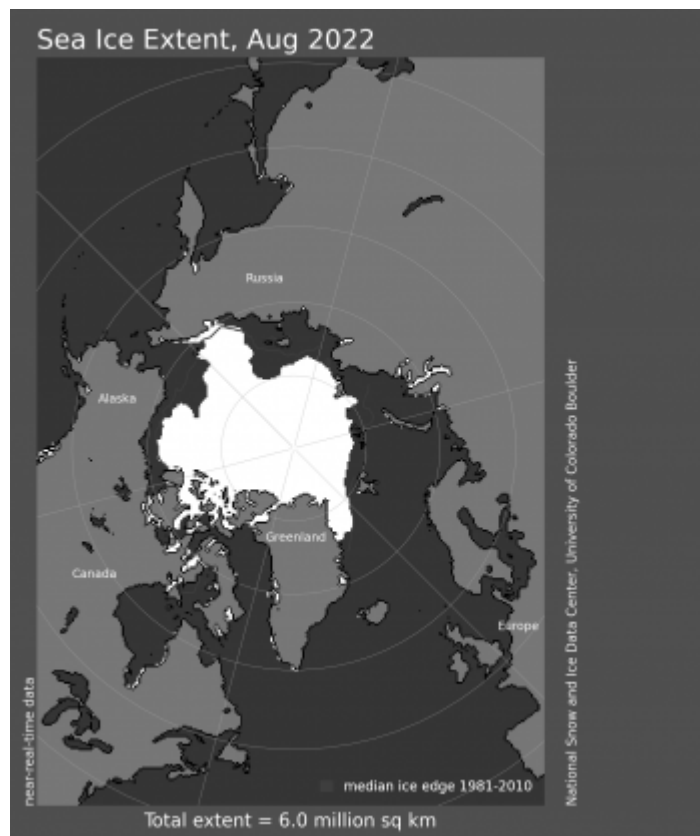 Sea Ice Extent, Aug 2022
Russia
Alaska
Greenland
Canada
Europe
near-real-time data
National Snow and Ice Data Center, University of Colorado Boulder
median ice edge 1981-2010
Total extent = 6.0 million sq km